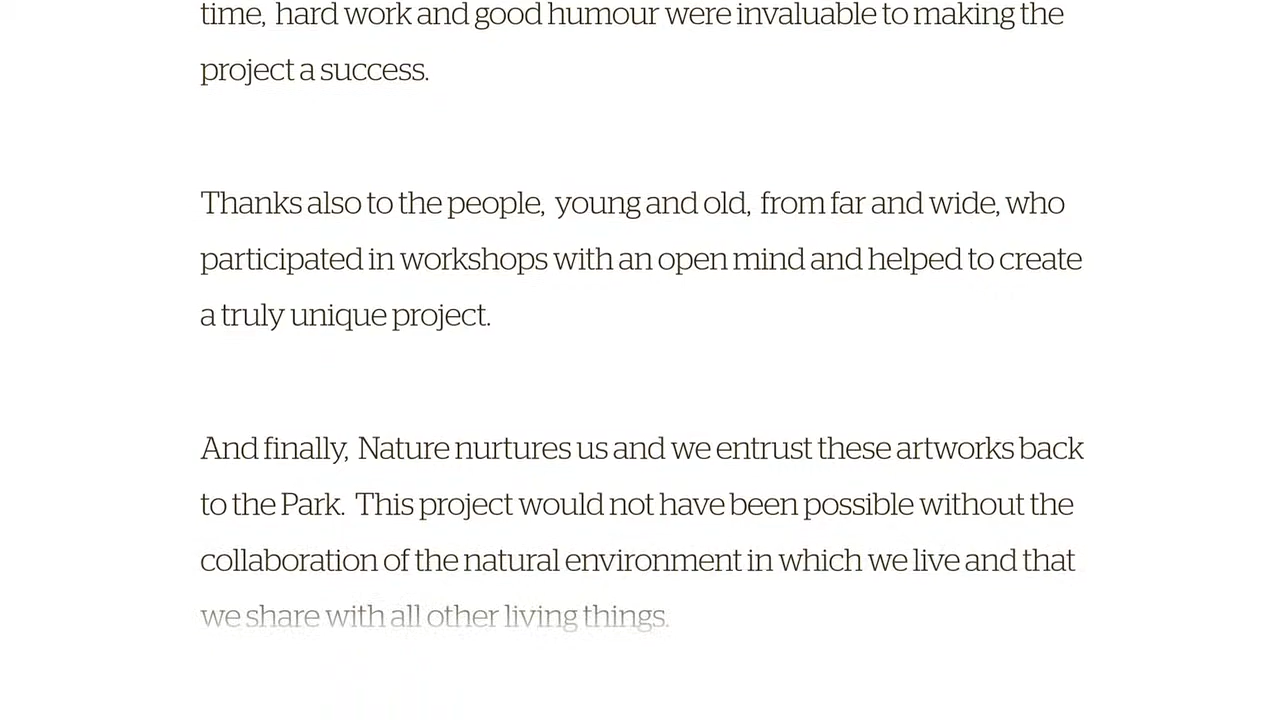 time, hard work and good humour were invaluable to making the
project a success.
Thanks also to the people, young and old, from far and wide, who
participated in workshops with an open mind and helped to create
a truly unique project.
And finally, Nature nurtures us and we entrust these artworks back
to the Park. This project would not have been possible without the
collaboration of the natural environment in which we live and that
we share with all other living things.